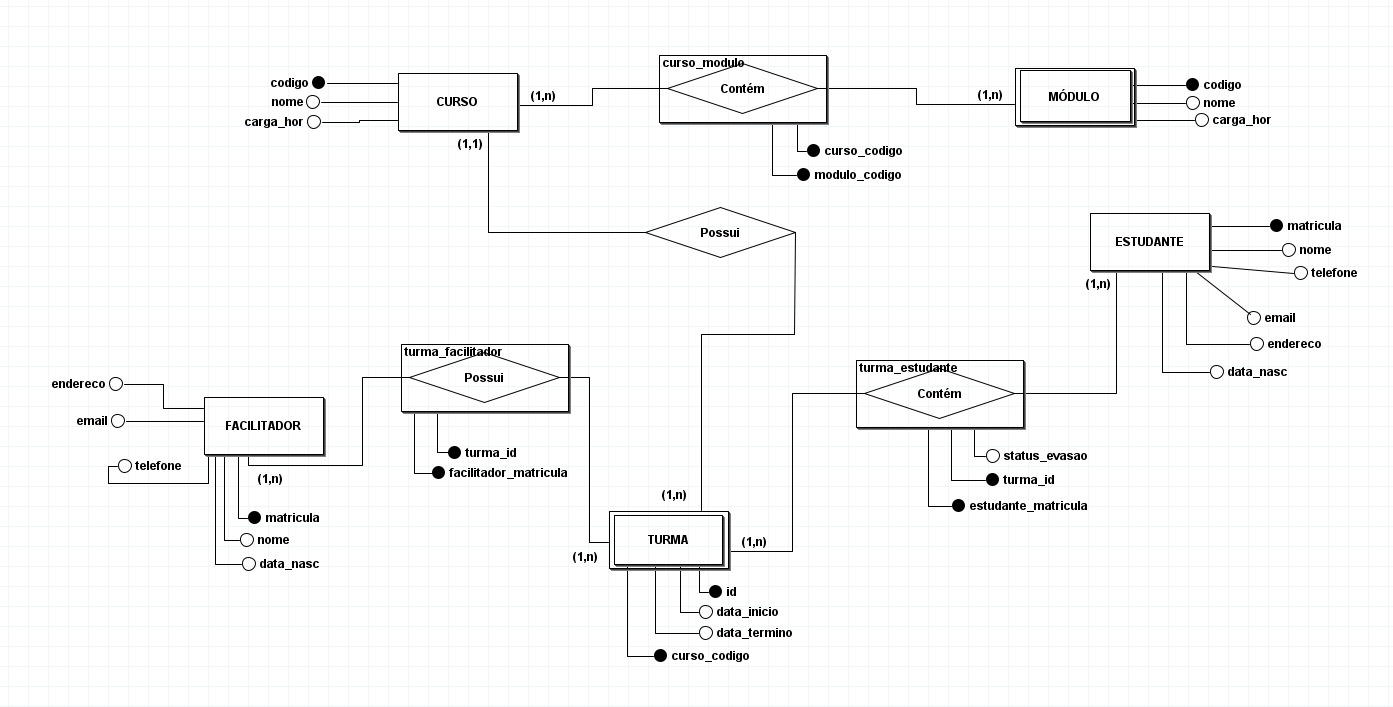 curso_modulo
codigo
CURSO
(1,n)
Contém
(1,n)
MÓDULO
codigo
nome
nome
carga_hor
carga_hor
(1,1)
curso_codigo
modulo_codigo
Possui
ESTUDANTE
matricula
nome
telefone
(1,n)
email
endereco
data_nasc
turma_facilitador
Possui
turma_estudante
Contém
endereco
email
FACILITADOR
telefone
(1,n)
turma_id
facilitador_matricula
status_evasao
turma_id
estudante_matricula
matricula
nome
data_nasc
(1,n)
(1,n)
TURMA
(1,n)
id
data_inicio
data_termino
curso_codigo